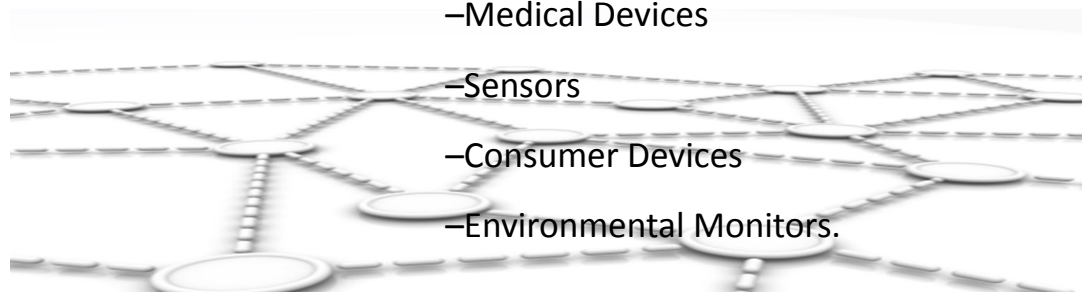 –Medical Devices
–Sensors
–Consumer Devices
–Environmental Monitors.